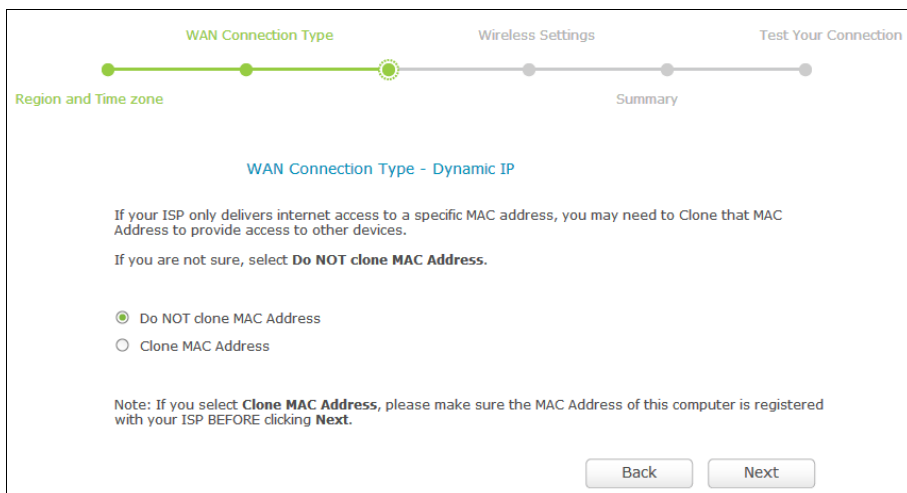 WAN Connection Type
Wireless Settings
Test Your Connection
Region and Time zone
Summary
WAN Connection Type - Dynamic IP
If your ISP only delivers internet access to a specific MAC address, you may need to Clone that MAC
Address to provide access to other devices.
If you are not sure, select Do NOT clone MAC Address.
Do NOT clone MAC Address
Clone MAC Address
Note: If you select Clone MAC Address, please make sure the MAC Address of this computer is registered
with your ISP BEFORE clicking Next.
Back
Next